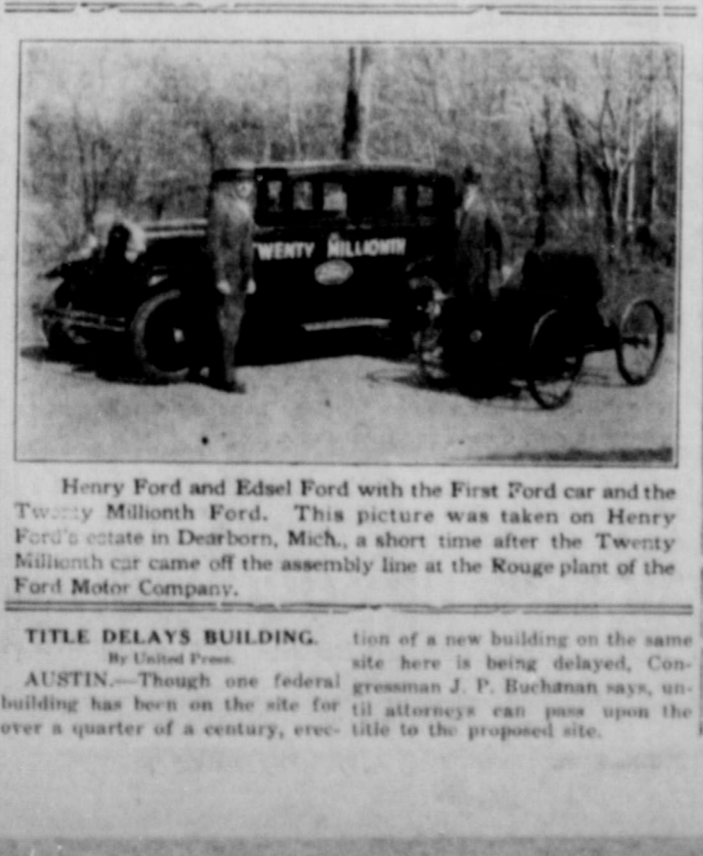 TWENTY MILLIONTH
Ford
Henry Ford and Edsel Ford with the First Ford car and the
Twenty Millionth Ford. This picture was taken on Henry
Ford's estate in Dearborn, Mich., a short time after the Twenty
Millionth car came off the assembly line at the Rouge plant of the
Ford Motor Company.
TITLE DELAYS BUILDING.
By United Press.
AUSTIN.—Though one federal
building has been on the site for
over a quarter of a century, erec-
tion of a new building on the same
site here is being delayed, Con-
gressman J. P. Buchanan says, un-
til attorneys can pass upon the
title to the proposed site.